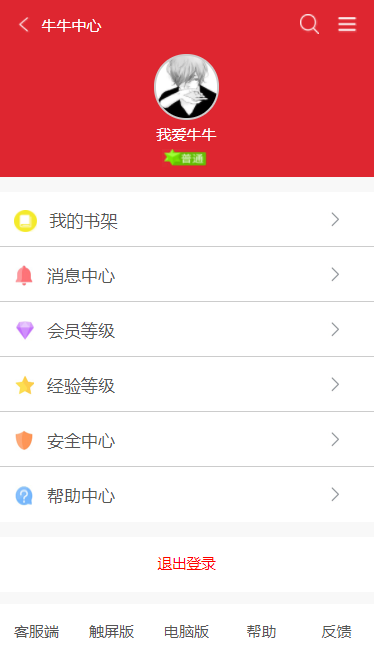 牛牛中心
我爱牛牛
普通
我的书架
消息中心
会员等级
经验等级
安全中心
帮助中心
退出登录
客服端 触屏版 电脑版 帮助 反馈